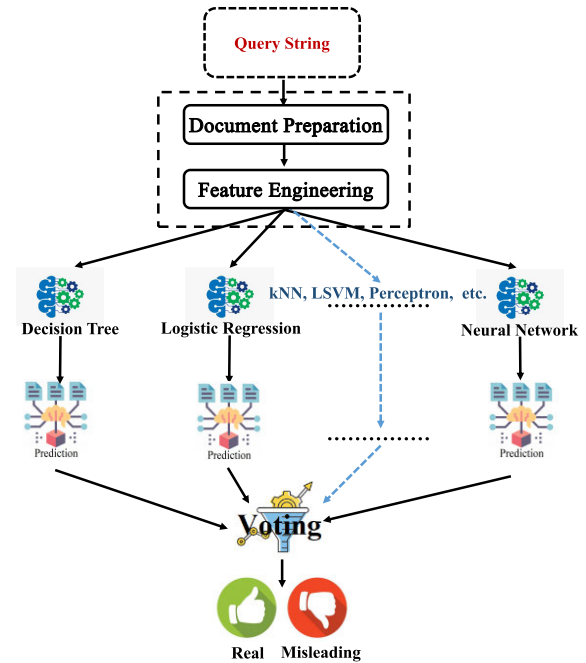 Query String
Document Preparation
Feature Engineering
kNN, LSVM, Perceptron, etc.
Decision Tree
Logistic Regression
Neural Network
Prediction
Prediction
Prediction
Voting
Real
Misleading